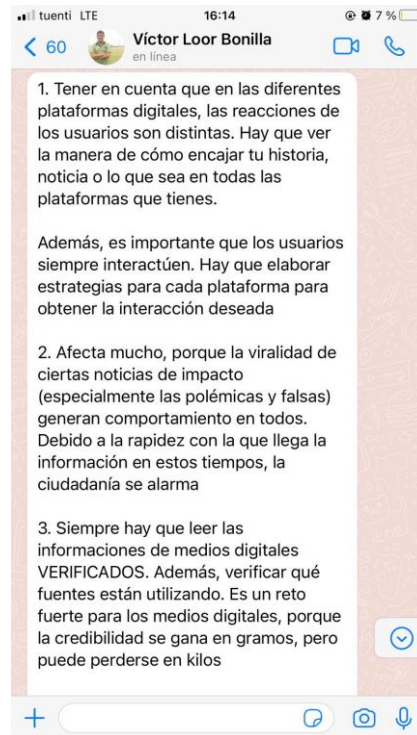 tuenti LTE 16:14 7 %
60 Víctor Loor Bonilla
en línea
1. Tener en cuenta que en las diferentes
plataformas digitales, las reacciones de
los usuarios son distintas. Hay que ver
la manera de cómo encajar tu historia,
noticia o lo que sea en todas las
plataformas que tienes.
Además, es importante que los usuarios
siempre interactúen. Hay que elaborar
estrategias para cada plataforma para
obtener la interacción deseada
2. Afecta mucho, porque la viralidad de
ciertas noticias de impacto
(especialmente las polémicas y falsas)
generan comportamiento en todos.
Debido a la rapidez con la que llega la
información en estos tiempos, la
ciudadanía se alarma
3. Siempre hay que leer las
informaciones de medios digitales
VERIFICADOS. Además, verificar qué
fuentes están utilizando. Es un reto
fuerte para los medios digitales, porque
la credibilidad se gana en gramos, pero
puede perderse en kilos